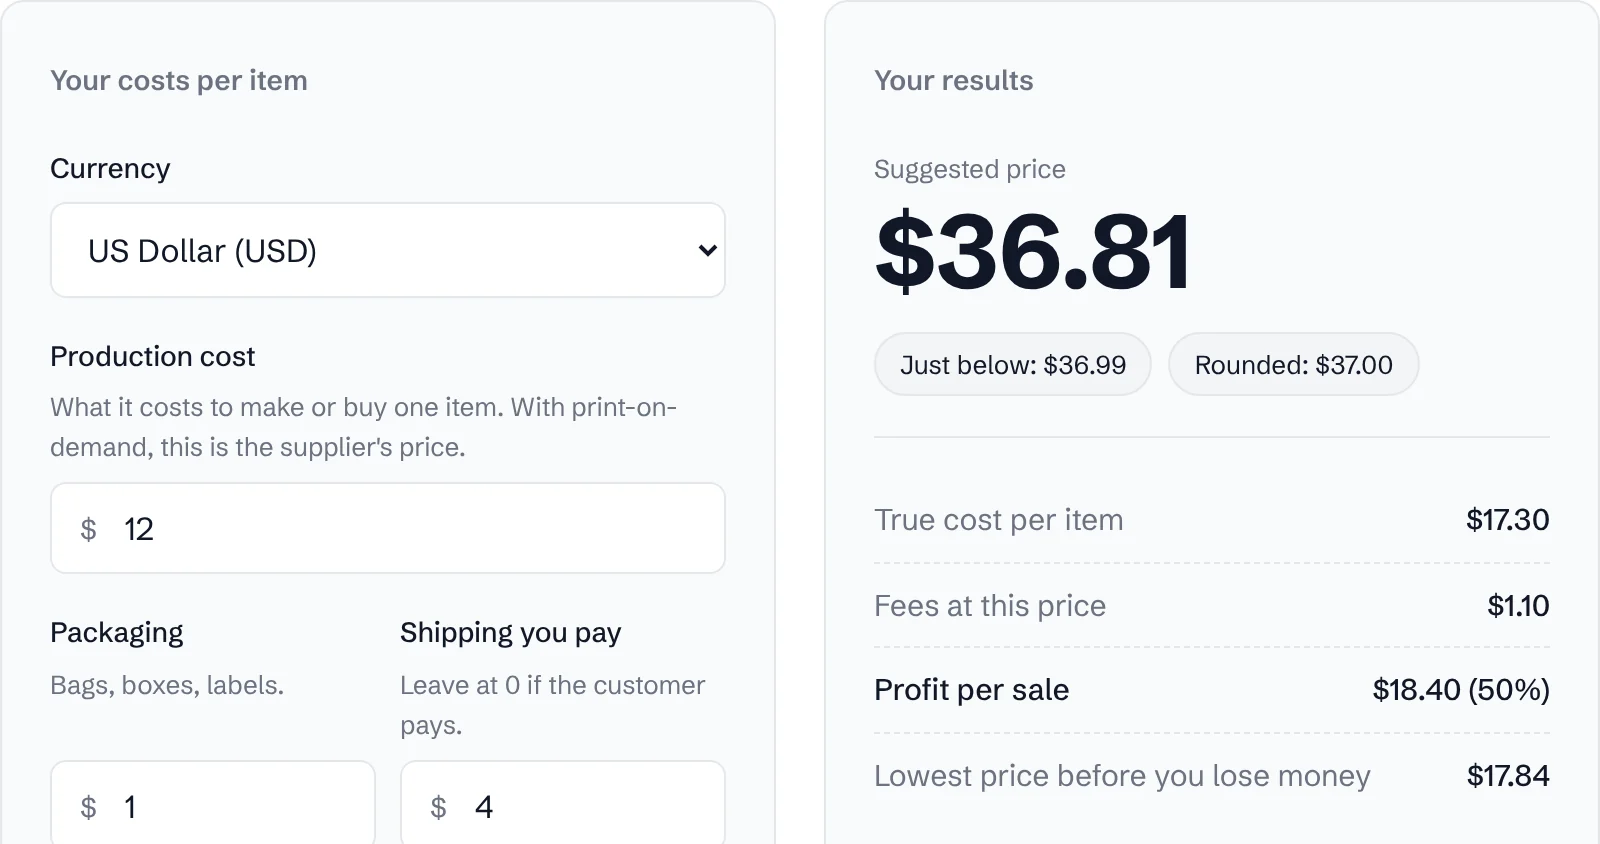 Your costs per item
Currency
US Dollar (USD)
Production cost
What it costs to make or buy one item. With print-on-
demand, this is the supplier's price.
$ 12
Packaging
Bags, boxes, labels.
$ 1
Shipping you pay
Leave at 0 if the customer
pays.
$ 4
Your results
Suggested price
$36.81
Just below: $36.99
Rounded: $37.00
True cost per item $17.30
Fees at this price $1.10
Profit per sale $18.40 (50%)
Lowest price before you lose money $17.84